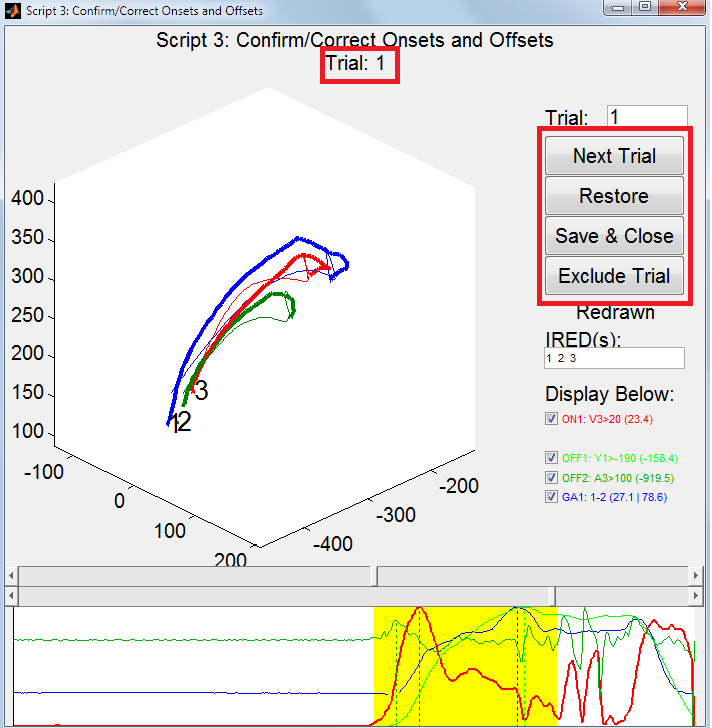 Script 3: Confirm/Correct Onsets and Offsets
Script 3: Confirm/Correct Onsets and Offsets
Trial: 1
Trial: 1
Next Trial
Restore
Save & Close
Exclude Trial
Redrawn
IRED(s):
1 2 3
Display Below:
ON1: V3>20 (23.4)
OFF1: Y1>-190 (-158.4)
OFF2: A3>100 (-919.5)
GA1: 1-2 (27.1 | 78.6)
400
350
300
250
200
150
100
3
12
-100
0
100
200
-400
-300
-200